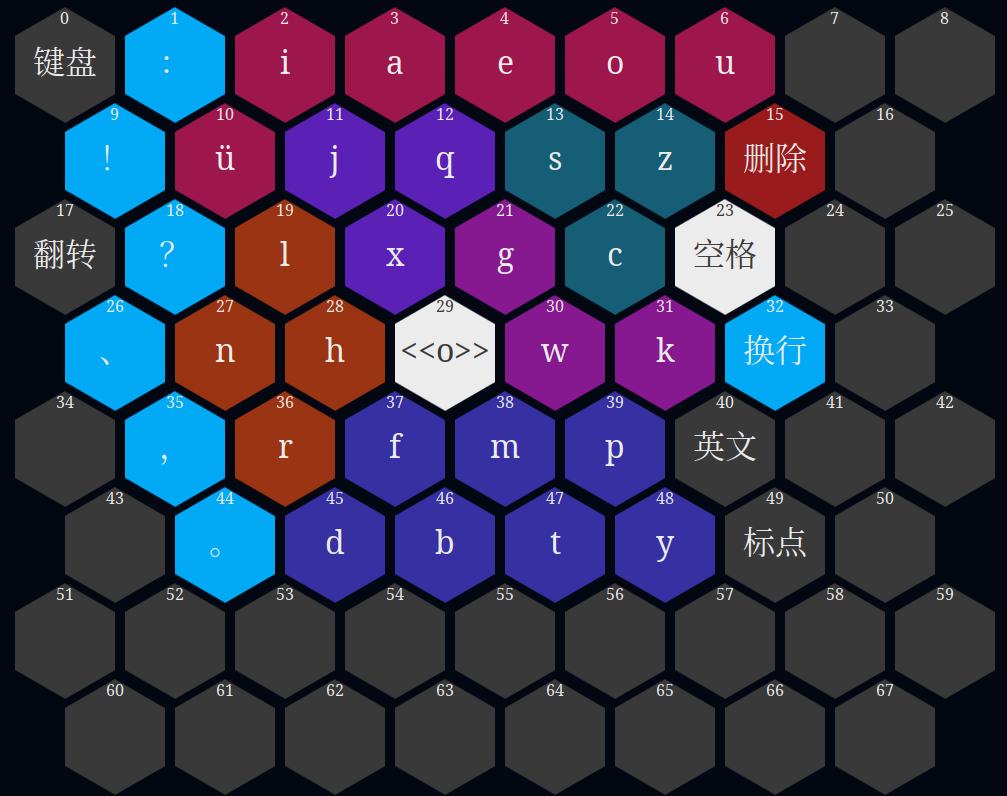 0 1 2 3 4 5 6 7 8
键盘 : i a e o u
9 10 11 12 13 14 15 16
! ü j q s z 删除
17 18 19 20 21 22 23 24 25
翻转 ? l x g c 空格
26 27 28 29 30 31 32 33
、 n h <<o>> w k 换行
34 35 36 37 38 39 40 41 42
， r f m p 英文
43 44 45 46 47 48 49 50
。 d b t y 标点
51 52 53 54 55 56 57 58 59
60 61 62 63 64 65 66 67